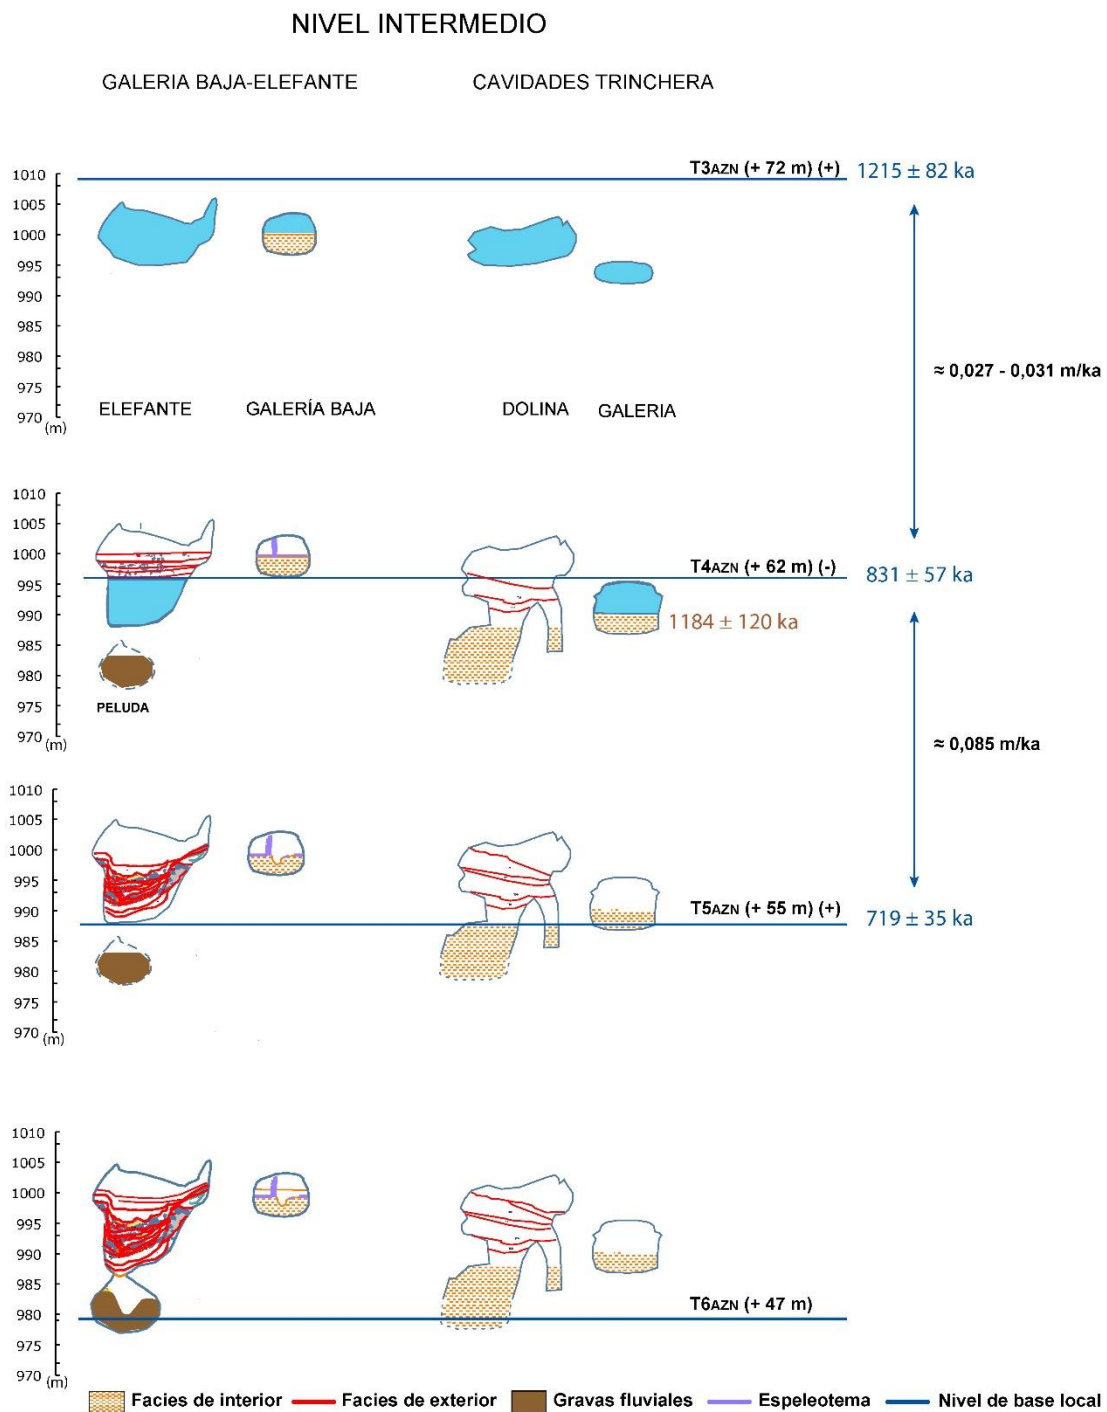 NIVEL INTERMEDIO
GALERIA BAJA-ELEFANTE
CAVIDADES TRINCHERA
T3AZN (+ 72 m) (+)
1215 ± 82 ka
1010
1005
1000
995
990
985
980
975
970
(m)
≈ 0,027 - 0,031 m/ka
ELEFANTE
GALERÍA BAJA
DOLINA
GALERIA
1010
1005
1000
995
990
985
980
975
970
(m)
T4AZN (+ 62 m) (-)
831 ± 57 ka
1184 ± 120 ka
PELUDA
≈ 0,085 m/ka
1010
1005
1000
995
990
985
980
975
970
(m)
T5AZN (+ 55 m) (+)
719 ± 35 ka
1010
1005
1000
995
990
985
980
975
970
(m)
T6AZN (+ 47 m)
Facies de interior
Facies de exterior
Gravas fluviales
Espeleotema
Nivel de base local